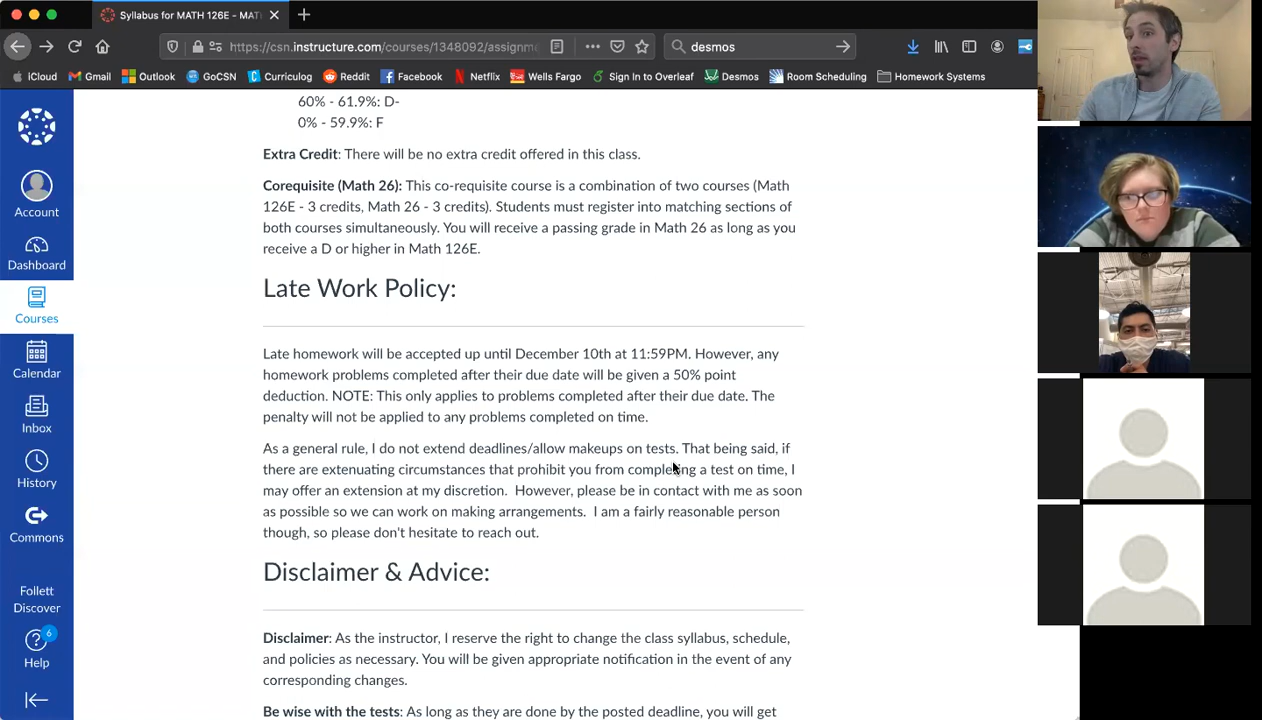 Syllabus for MATH 126E - MAT
https://csn.instructure.com/courses/1348092/assignm
desmos
iCloud
Gmail
Outlook
GoCSN
Curriculog
Reddit
Facebook
Netflix
Wells Fargo
Sign In to Overleaf
Desmos
Room Scheduling
Homework Systems
Account
Dashboard
Courses
Calendar
Inbox
History
Commons
Follett
Discover
6
Help
60% - 61.9%: D-
0% - 59.9%: F
Extra Credit: There will be no extra credit offered in this class.
Corequisite (Math 26): This co-requisite course is a combination of two courses (Math
126E - 3 credits, Math 26 - 3 credits). Students must register into matching sections of
both courses simultaneously. You will receive a passing grade in Math 26 as long as you
receive a D or higher in Math 126E.
Late Work Policy:
Late homework will be accepted up until December 10th at 11:59PM. However, any
homework problems completed after their due date will be given a 50% point
deduction. NOTE: This only applies to problems completed after their due date. The
penalty will not be applied to any problems completed on time.
As a general rule, I do not extend deadlines/allow makeups on tests. That being said, if
there are extenuating circumstances that prohibit you from completing a test on time, I
may offer an extension at my discretion. However, please be in contact with me as soon
as possible so we can work on making arrangements. I am a fairly reasonable person
though, so please don't hesitate to reach out.
Disclaimer & Advice:
Disclaimer: As the instructor, I reserve the right to change the class syllabus, schedule,
and policies as necessary. You will be given appropriate notification in the event of any
corresponding changes.
Be wise with the tests: As long as they are done by the posted deadline, you will get